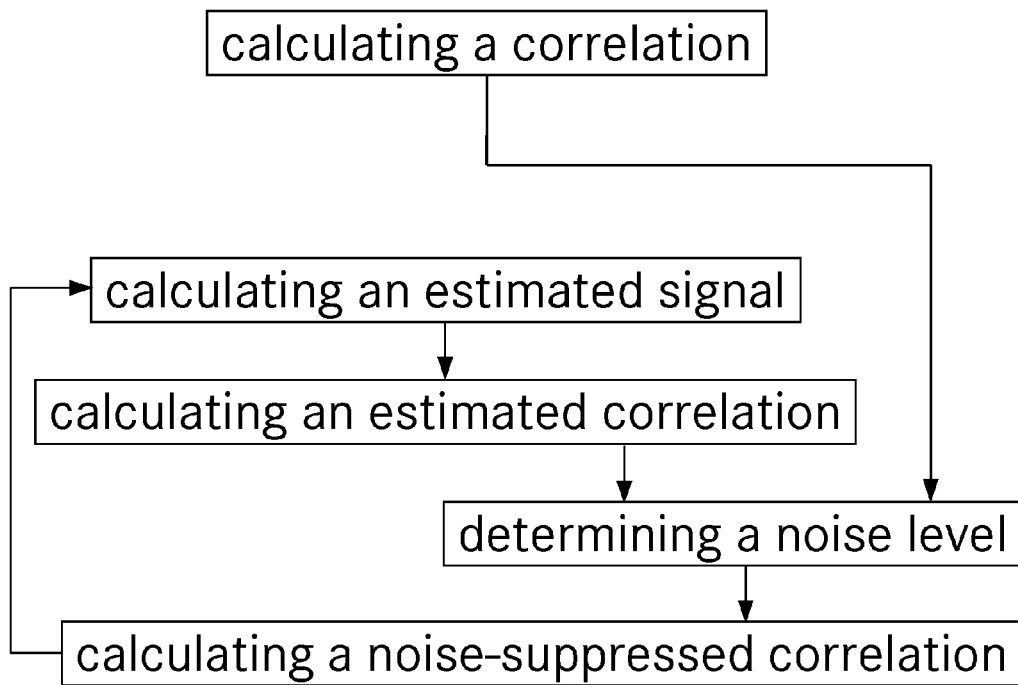 calculating a correlation
calculating an estimated signal
calculating an estimated correlation
determining a noise level
calculating a noise-suppressed correlation